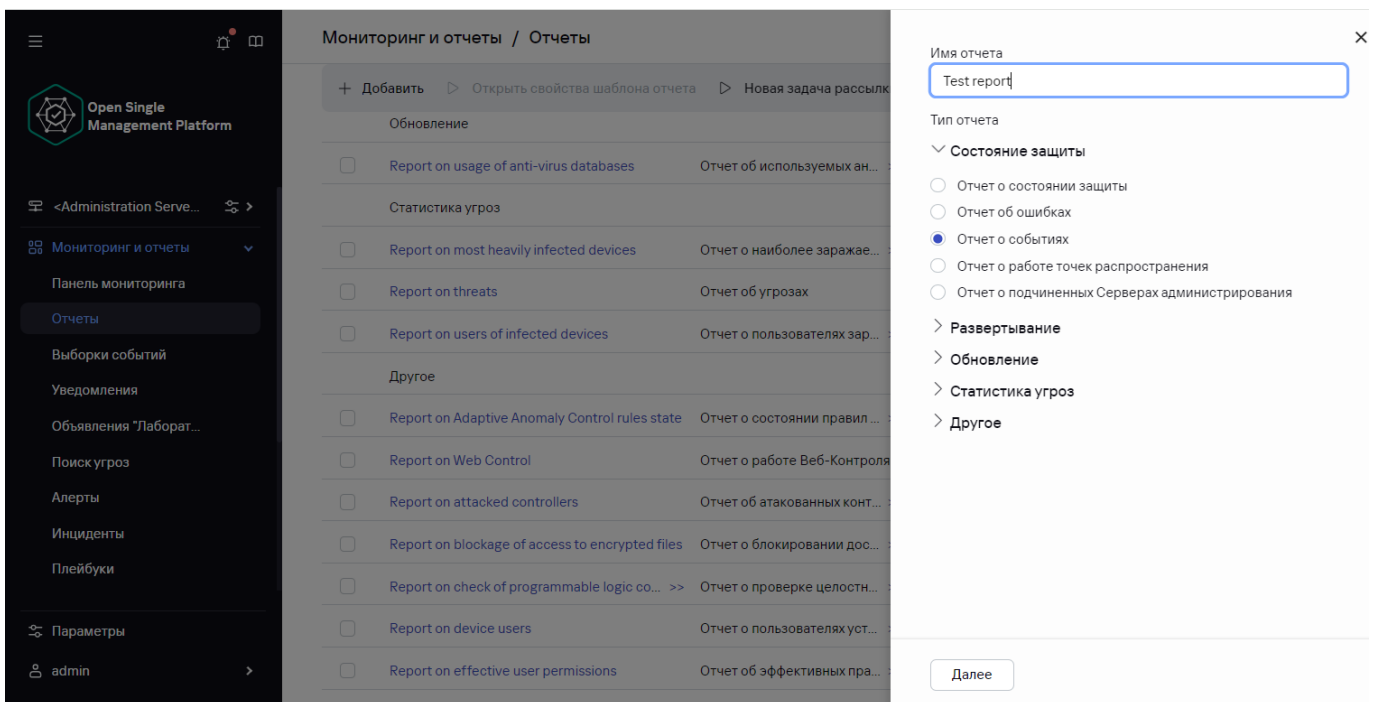 Open Single
Management Platform
<Administration Serve...
Мониторинг и отчеты
Панель мониторинга
Отчеты
Выборки событий
Уведомления
Объявления "Лаборат...
Поиск угроз
Алерты
Инциденты
Плейбуки
Параметры
admin
Мониторинг и отчеты / Отчеты
Добавить Открыть свойства шаблона отчета Новая задача рассылк
Обновление
Report on usage of anti-virus databases Отчет об используемых ан...
Статистика угроз
Report on most heavily infected devices Отчет о наиболее заражае...
Report on threats Отчет об угрозах
Report on users of infected devices Отчет о пользователях зар...
Другое
Report on Adaptive Anomaly Control rules state Отчет о состоянии правил ...
Report on Web Control Отчет о работе Веб-Контроля
Report on attacked controllers Отчет об атакованных конт...
Report on blockage of access to encrypted files Отчет о блокировании дос...
Report on check of programmable logic co... >> Отчет о проверке целостн...
Report on device users Отчет о пользователях уст...
Report on effective user permissions Отчет об эффективных пра...
Имя отчета
Test report
Тип отчета
Состояние защиты
Отчет о состоянии защиты
Отчет об ошибках
Отчет о событиях
Отчет о работе точек распространения
Отчет о подчиненных Серверах администрирования
Развертывание
Обновление
Статистика угроз
Другое
Далее